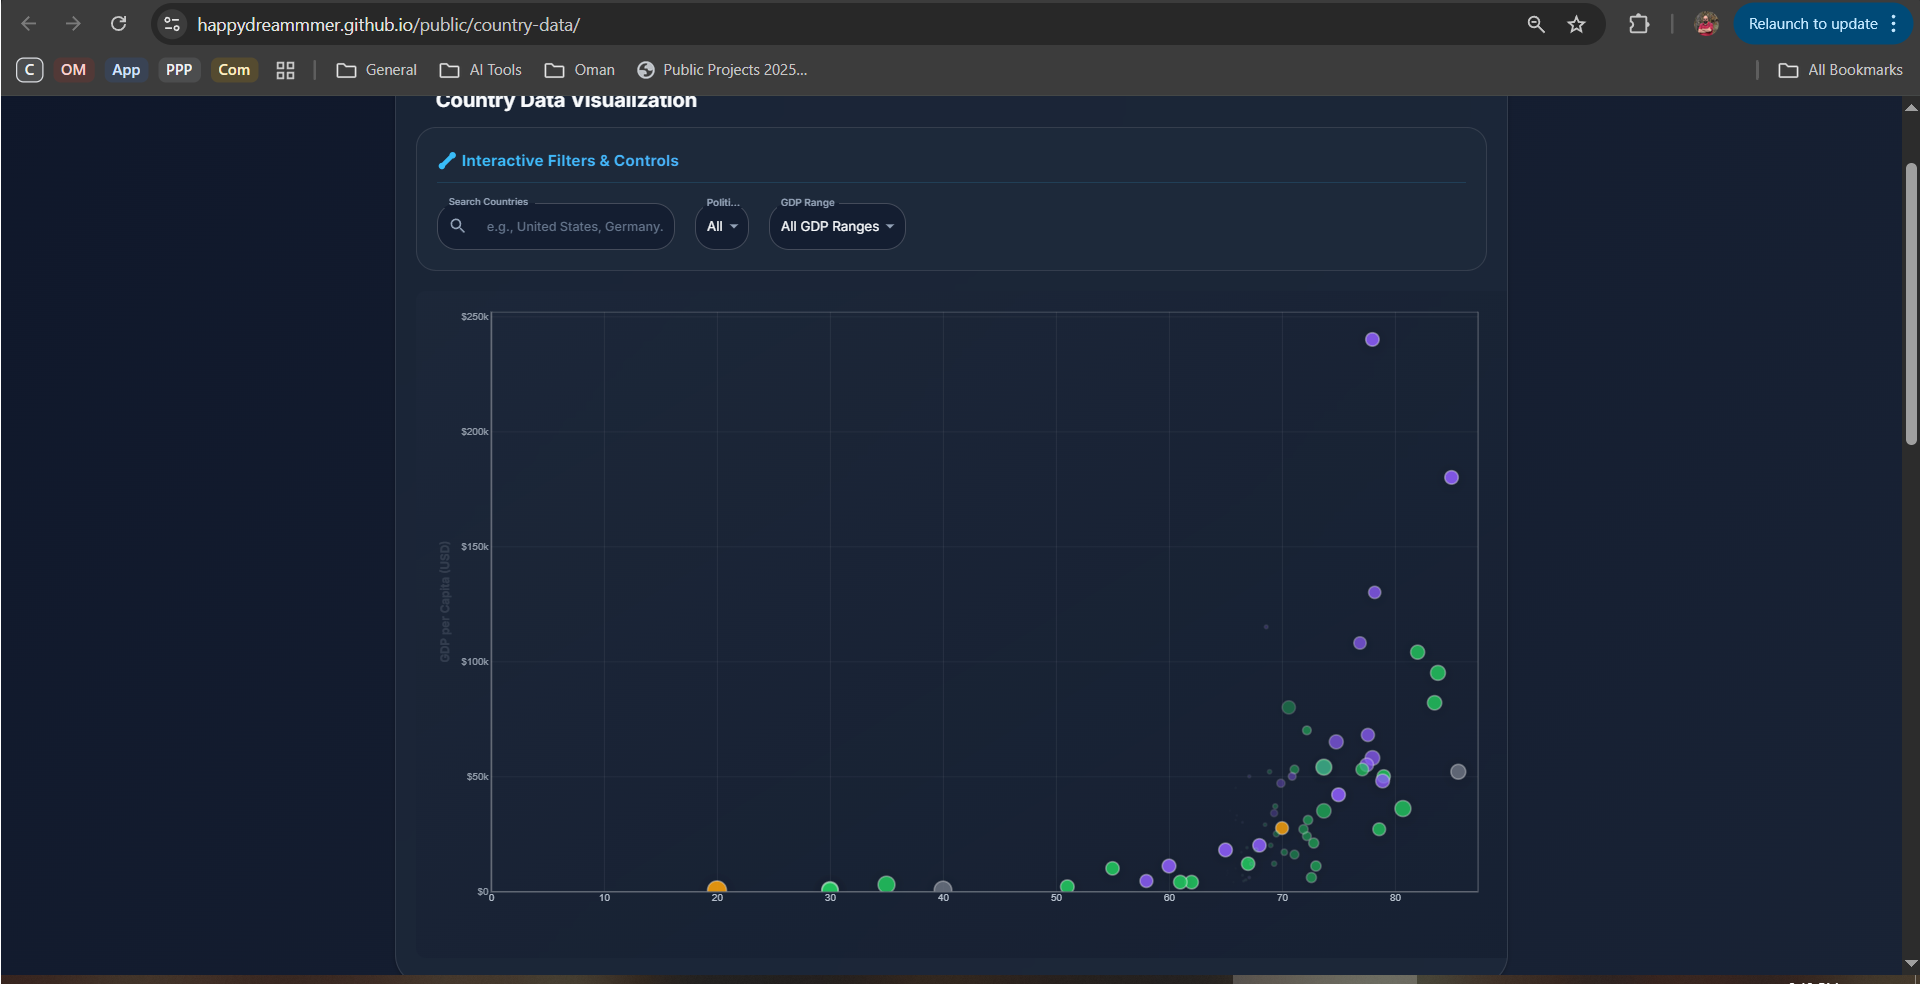 happydreammmer.github.io/public/country-data/
Relaunch to update
C OM App PPP Com General AI Tools Oman Public Projects 2025... All Bookmarks
Country Data Visualization
Interactive Filters & Controls
Search Countries
e.g., United States, Germany.
Politi...
All
GDP Range
All GDP Ranges
GDP per Capita (USD)
$250k
$200k
$150k
$100k
$50k
$0
0 10 20 30 40 50 60 70 80